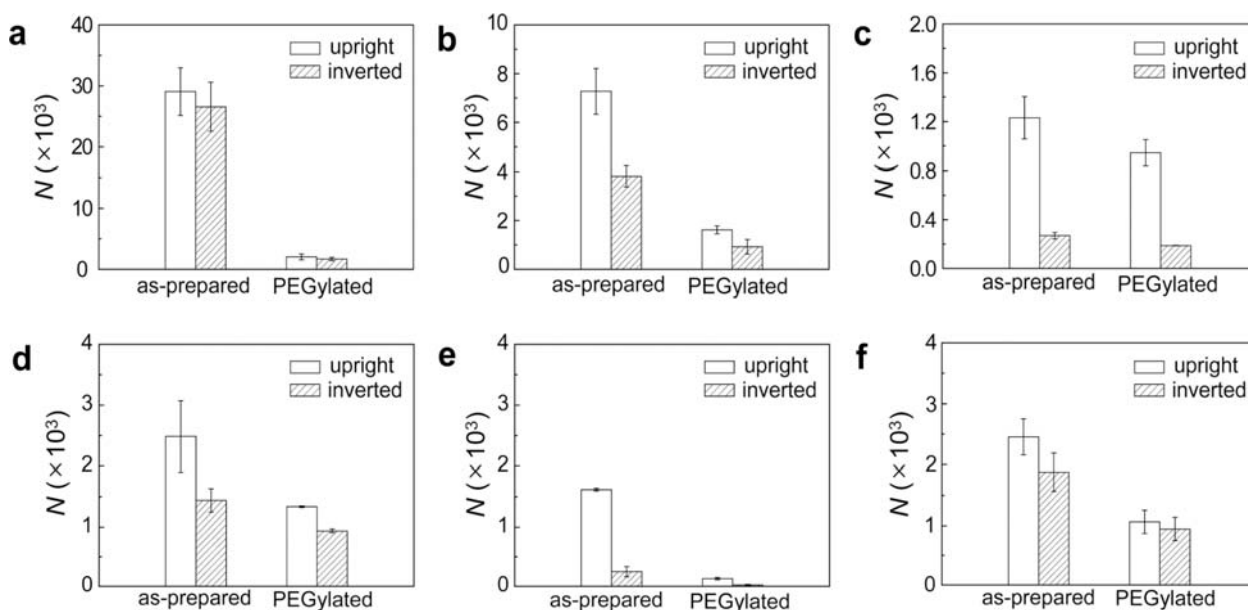 a
N (×10³)
40
30
20
10
0
upright
inverted
as-prepared PEGylated
b
N (×10³)
10
8
6
4
2
0
upright
inverted
as-prepared PEGylated
c
N (×10³)
2.0
1.6
1.2
0.8
0.4
0.0
upright
inverted
as-prepared PEGylated
d
N (×10³)
4
3
2
1
0
upright
inverted
as-prepared PEGylated
e
N (×10³)
4
3
2
1
0
upright
inverted
as-prepared PEGylated
f
N (×10³)
4
3
2
1
0
upright
inverted
as-prepared PEGylated